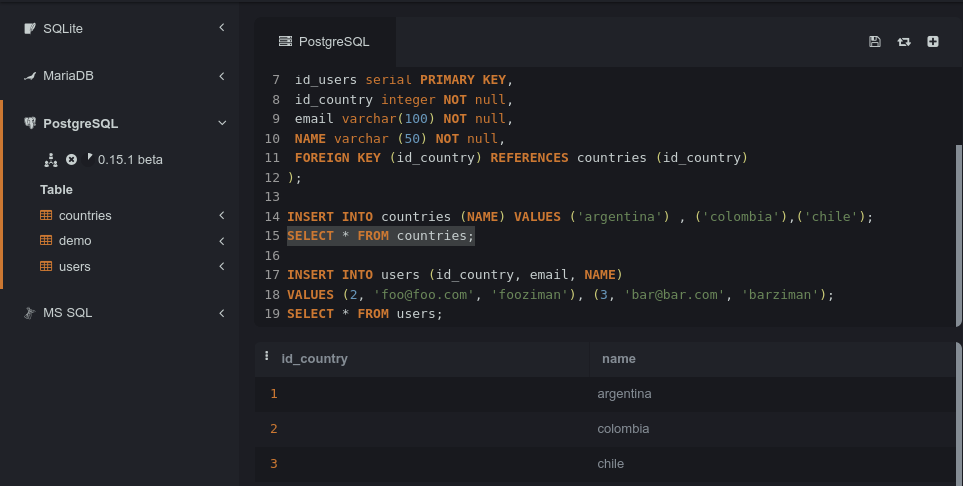 SQLite
MariaDB
PostgreSQL
0.15.1 beta
Table
countries
demo
users
MS SQL
PostgreSQL
7 id_users serial PRIMARY KEY,
8 id_country integer NOT null,
9 email varchar(100) NOT null,
10 NAME varchar (50) NOT null,
11 FOREIGN KEY (id_country) REFERENCES countries (id_country)
12 );
13
14 INSERT INTO countries (NAME) VALUES ('argentina') , ('colombia'),('chile');
15 SELECT * FROM countries;
16
17 INSERT INTO users (id_country, email, NAME)
18 VALUES (2, 'foo@foo.com', 'fooziman'), (3, 'bar@bar.com', 'barziman');
19 SELECT * FROM users;
id_country name
1 argentina
2 colombia
3 chile